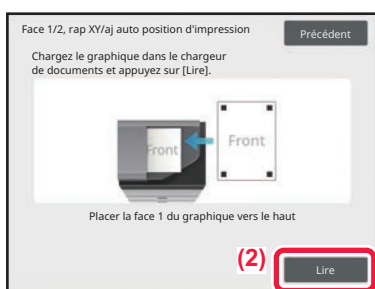 Face 1/2, rap XY/aj auto position d'impression
Précédent
Chargez le graphique dans le chargeur
de documents et appuyez sur [Lire].
Front
Front
Placer la face 1 du graphique vers le haut
(2)
Lire